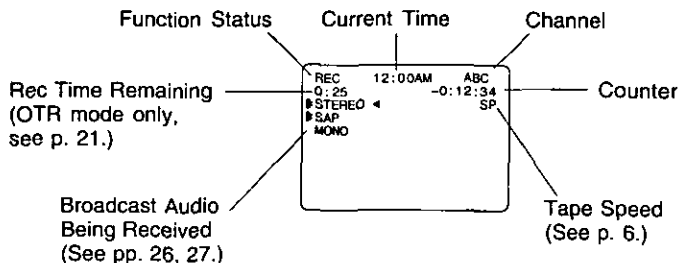 Function Status
Current Time
Channel
REC 12:00AM ABC
0:25 -0:12:34
STEREO SP
SAP
MONO
Rec Time Remaining
(OTR mode only,
see p. 21.)
Counter
Broadcast Audio
Being Received
(See pp. 26, 27.)
Tape Speed
(See p. 6.)